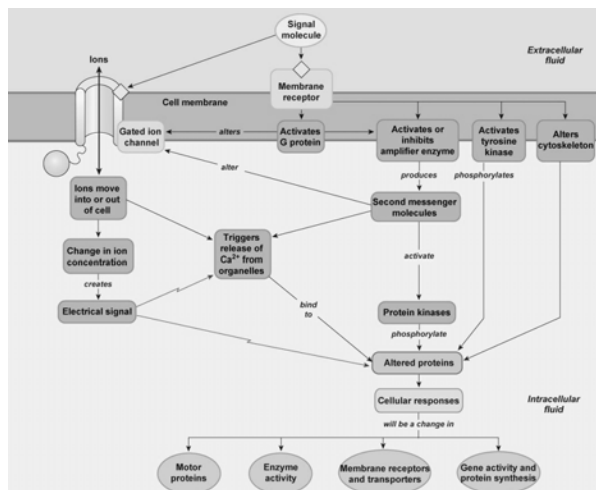 Signal
molecule
Ions
Extracellular
fluid
Membrane
receptor
Cell membrane
Gated ion
channel
alters
Activates
G protein
Activates or
inhibits
amplifier enzyme
Activates
tyrosine
kinase
Alters
cytoskeleton
alter
produces
phosphorylates
Ions move
into or out
of cell
Second messenger
molecules
Triggers
release of
Ca2+ from
organelles
Change in ion
concentration
activate
creates
Electrical signal
bind
to
Protein kinases
phosphorylate
Altered proteins
Cellular responses
Intracellular
fluid
will be a change in
Motor
proteins
Enzyme
activity
Membrane receptors
and transporters
Gene activity and
protein synthesis